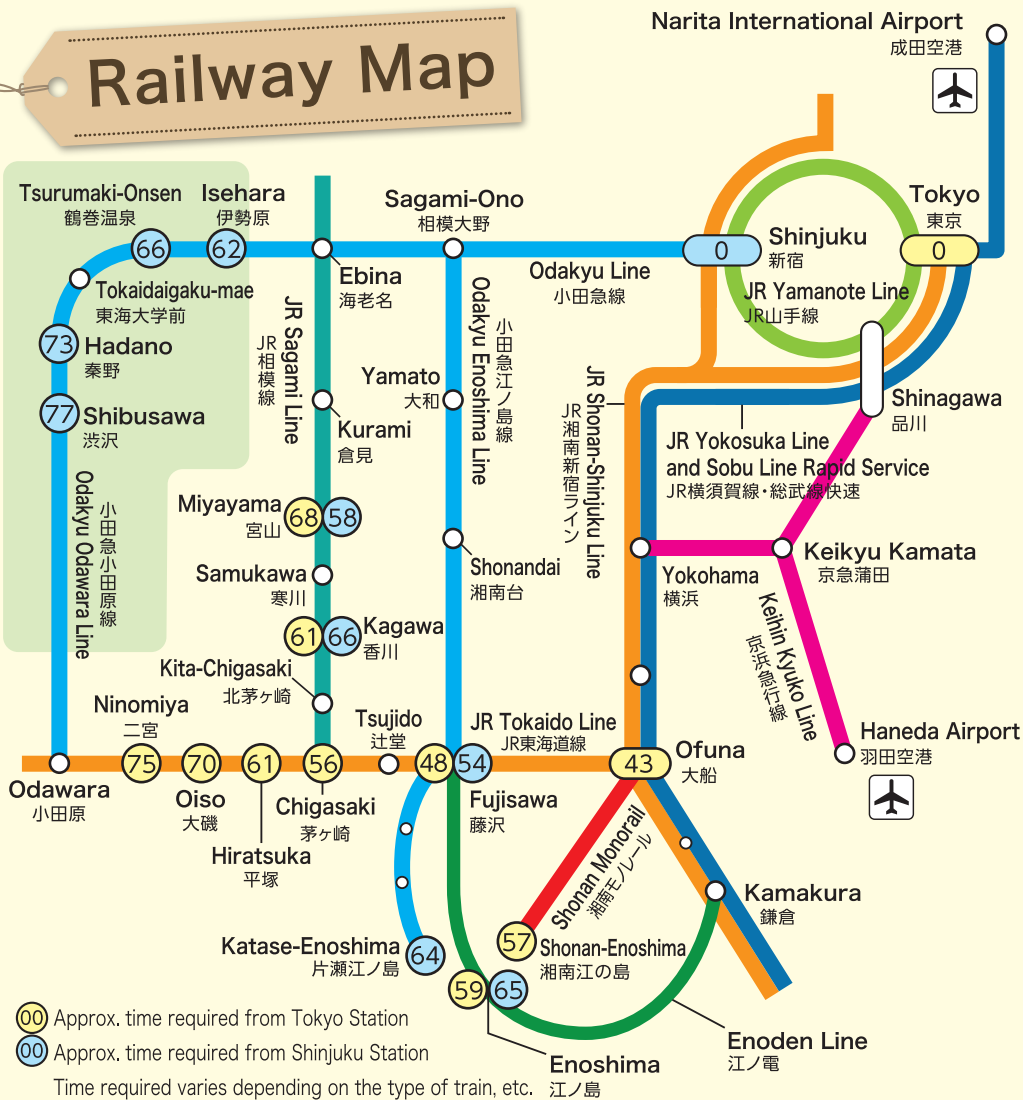 Railway Map
Narita International Airport
成田空港
Tsurumaki-Onsen
鶴巻温泉
Isehara
伊勢原
Sagami-Ono
相模大野
Tokyo
東京
66
62
0
Shinjuku
新宿
0
Ebina
海老名
Odakyu Line
小田急線
Tokaidaigaku-mae
東海大学前
JR Yamanote Line
JR山手線
73
Hadano
秦野
JR Sagami Line
JR相模線
Odakyu Enoshima Line
小田急江ノ島線
Yamato
大和
77
Shibusawa
渋沢
Kurami
倉見
JR Shonan-Shinjuku Line
JR湘南新宿ライン
Shinagawa
品川
JR Yokosuka Line
and Sobu Line Rapid Service
JR横須賀線・総武線快速
Odakyu Odawara Line
小田急小田原線
Miyayama
宮山
68
58
Samukawa
寒川
Shonandai
湘南台
Yokohama
横浜
Keikyu Kamata
京急蒲田
61
66
Kagawa
香川
Keihin Kyuko Line
京浜急行線
Kita-Chigasaki
北茅ヶ崎
Ninomiya
二宮
Tsujido
辻堂
JR Tokaido Line
JR東海道線
Haneda Airport
羽田空港
75
70
61
56
48
54
43
Ofuna
大船
Odawara
小田原
Oiso
大磯
Chigasaki
茅ヶ崎
Fujisawa
藤沢
Hiratsuka
平塚
Shonan Monorail
湘南モノレール
Kamakura
鎌倉
Katase-Enoshima
片瀬江ノ島
64
57
Shonan-Enoshima
湘南江の島
59
65
00 Approx. time required from Tokyo Station
00 Approx. time required from Shinjuku Station
Time required varies depending on the type of train, etc.
Enoshima
江ノ島
Enoden Line
江ノ電